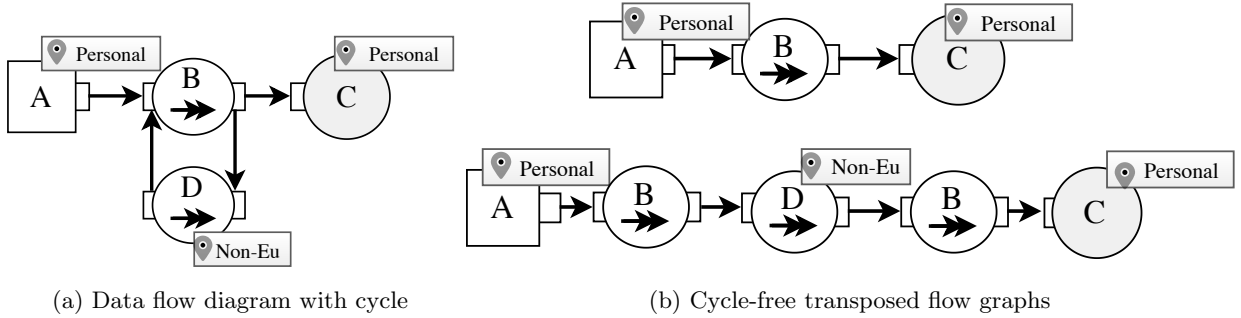 Personal
A
B
Personal
C
D
Non-Eu
(a) Data flow diagram with cycle
Personal
A
B
Personal
C
Personal
A
B
Non-Eu
D
B
Personal
C
(b) Cycle-free transposed flow graphs